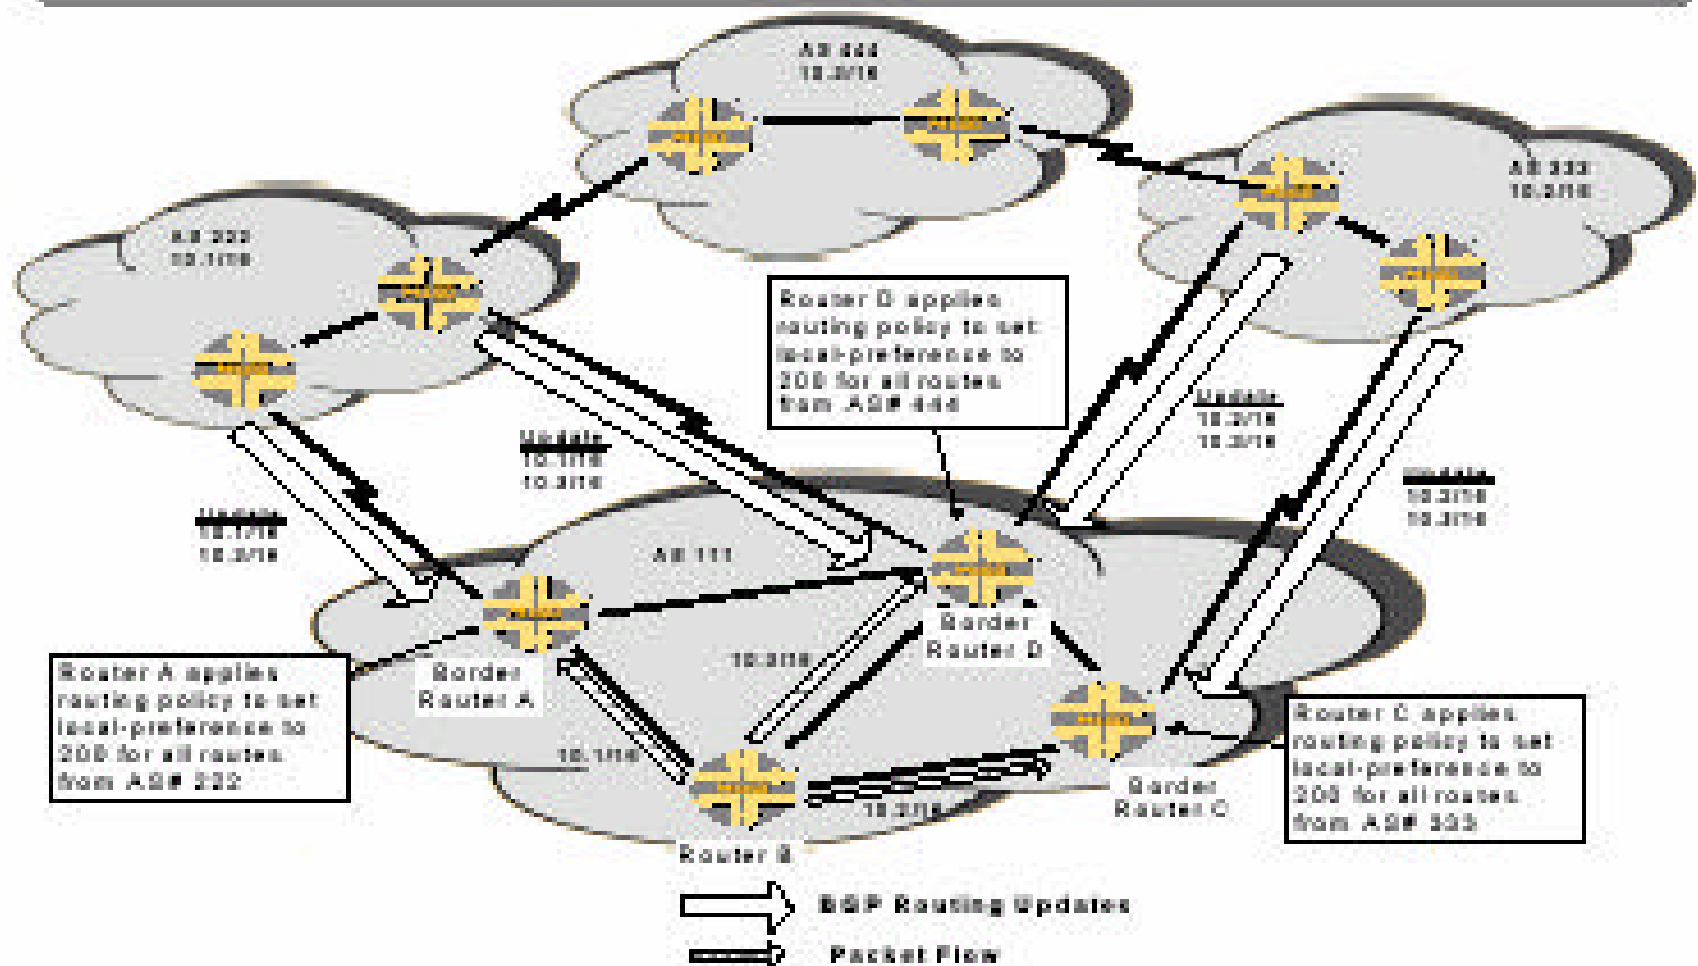 AS 444
10.3/16
AS 222
10.1/16
AS 333
10.2/16
Router D applies
routing policy to set
local-preference to
200 for all routes
from AS# 444
Update
10.1/16
10.3/16
Update
10.2/16
10.3/16
Update
10.2/16
10.3/16
Update
10.1/16
10.3/16
AS 111
Border
Router D
10.3/16
Border
Router A
Router A applies
routing policy to set
local-preference to
200 for all routes
from AS# 222
10.1/16
10.2/16
Border
Router C
Router C applies
routing policy to set
local-preference to
200 for all routes
from AS# 333
Router B
BGP Routing Updates
Packet Flow